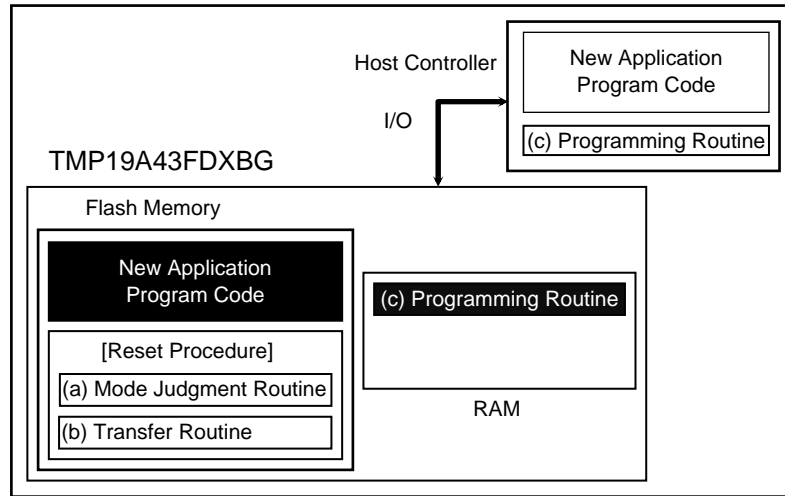 Host Controller
New Application
Program Code
(c) Programming Routine
I/O
TMP19A43FDXBG
Flash Memory
New Application
Program Code
[Reset Procedure]
(a) Mode Judgment Routine
(b) Transfer Routine
(c) Programming Routine
RAM